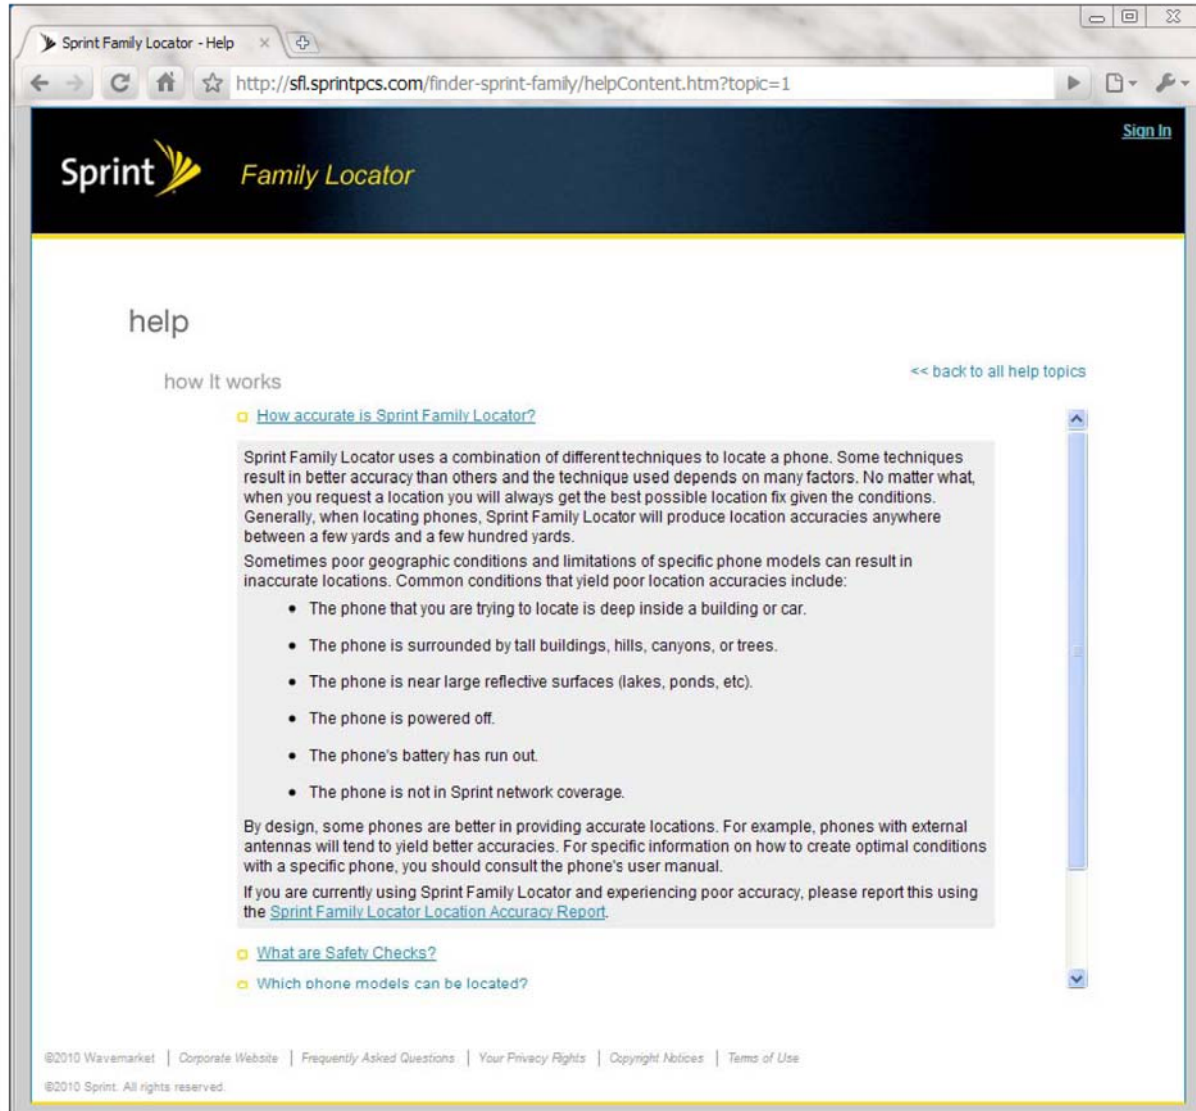 Sprint Family Locator - Help
http://sfl.sprintpcs.com/finder-sprint-family/helpContent.htm?topic=1
Sign In
Sprint
Family Locator
help
how It works
<< back to all help topics
How accurate is Sprint Family Locator?
Sprint Family Locator uses a combination of different techniques to locate a phone. Some techniques
result in better accuracy than others and the technique used depends on many factors. No matter what,
when you request a location you will always get the best possible location fix given the conditions.
Generally, when locating phones, Sprint Family Locator will produce location accuracies anywhere
between a few yards and a few hundred yards.
Sometimes poor geographic conditions and limitations of specific phone models can result in
inaccurate locations. Common conditions that yield poor location accuracies include:
• The phone that you are trying to locate is deep inside a building or car.
• The phone is surrounded by tall buildings, hills, canyons, or trees.
• The phone is near large reflective surfaces (lakes, ponds, etc).
• The phone is powered off.
• The phone's battery has run out.
• The phone is not in Sprint network coverage.
By design, some phones are better in providing accurate locations. For example, phones with external
antennas will tend to yield better accuracies. For specific information on how to create optimal conditions
with a specific phone, you should consult the phone's user manual.
If you are currently using Sprint Family Locator and experiencing poor accuracy, please report this using
the Sprint Family Locator Location Accuracy Report.
What are Safety Checks?
Which phone models can be located?
©2010 Wavemarket | Corporate Website | Frequently Asked Questions | Your Privacy Rights | Copyright Notices | Terms of Use
©2010 Sprint. All rights reserved.